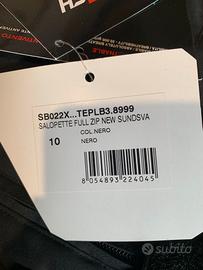 SB022X...TEPLB3.8999
SALOPETTE FULL ZIP NEW SUNDSVA
COL.NERO
10
NERO
8 054893 224045
subito